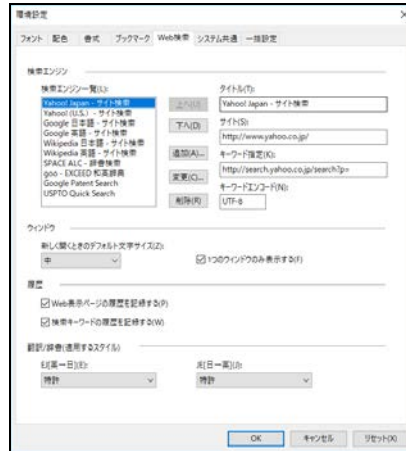 環境設定
フォント 配色 書式 ブックマーク Web検索 システム共通 一括設定
検索エンジン
検索エンジン一覧(L):
Yahoo! Japan - サイト検索
Yahoo! (U.S.) - サイト検索
Google 日本語 - サイト検索
Google 英語 - サイト検索
Wikipedia 日本語 - サイト検索
Wikipedia 英語 - サイト検索
SPACE ALC - 辞書検索
goo - EXCEED 和英辞典
Google Patent Search
USPTO Quick Search
上へ(U)
下へ(D)
追加(A)...
変更(C)...
削除(R)
タイトル(T):
Yahoo! Japan - サイト検索
サイト(S):
http://www.yahoo.co.jp/
キーワード指定(K):
http://search.yahoo.co.jp/search?p=
キーワードエンコード(N):
UTF-8
ウィンドウ
新しく開くときのデフォルト文字サイズ(Z):
中
1つのウィンドウのみ表示する(F)
履歴
Web表示ページの履歴を記録する(P)
検索キーワードの履歴を記録する(W)
翻訳/辞書(適用するスタイル)
EJ[英ー日](E):
特許
JE[日ー英](J):
特許
OK キャンセル リセット(X)